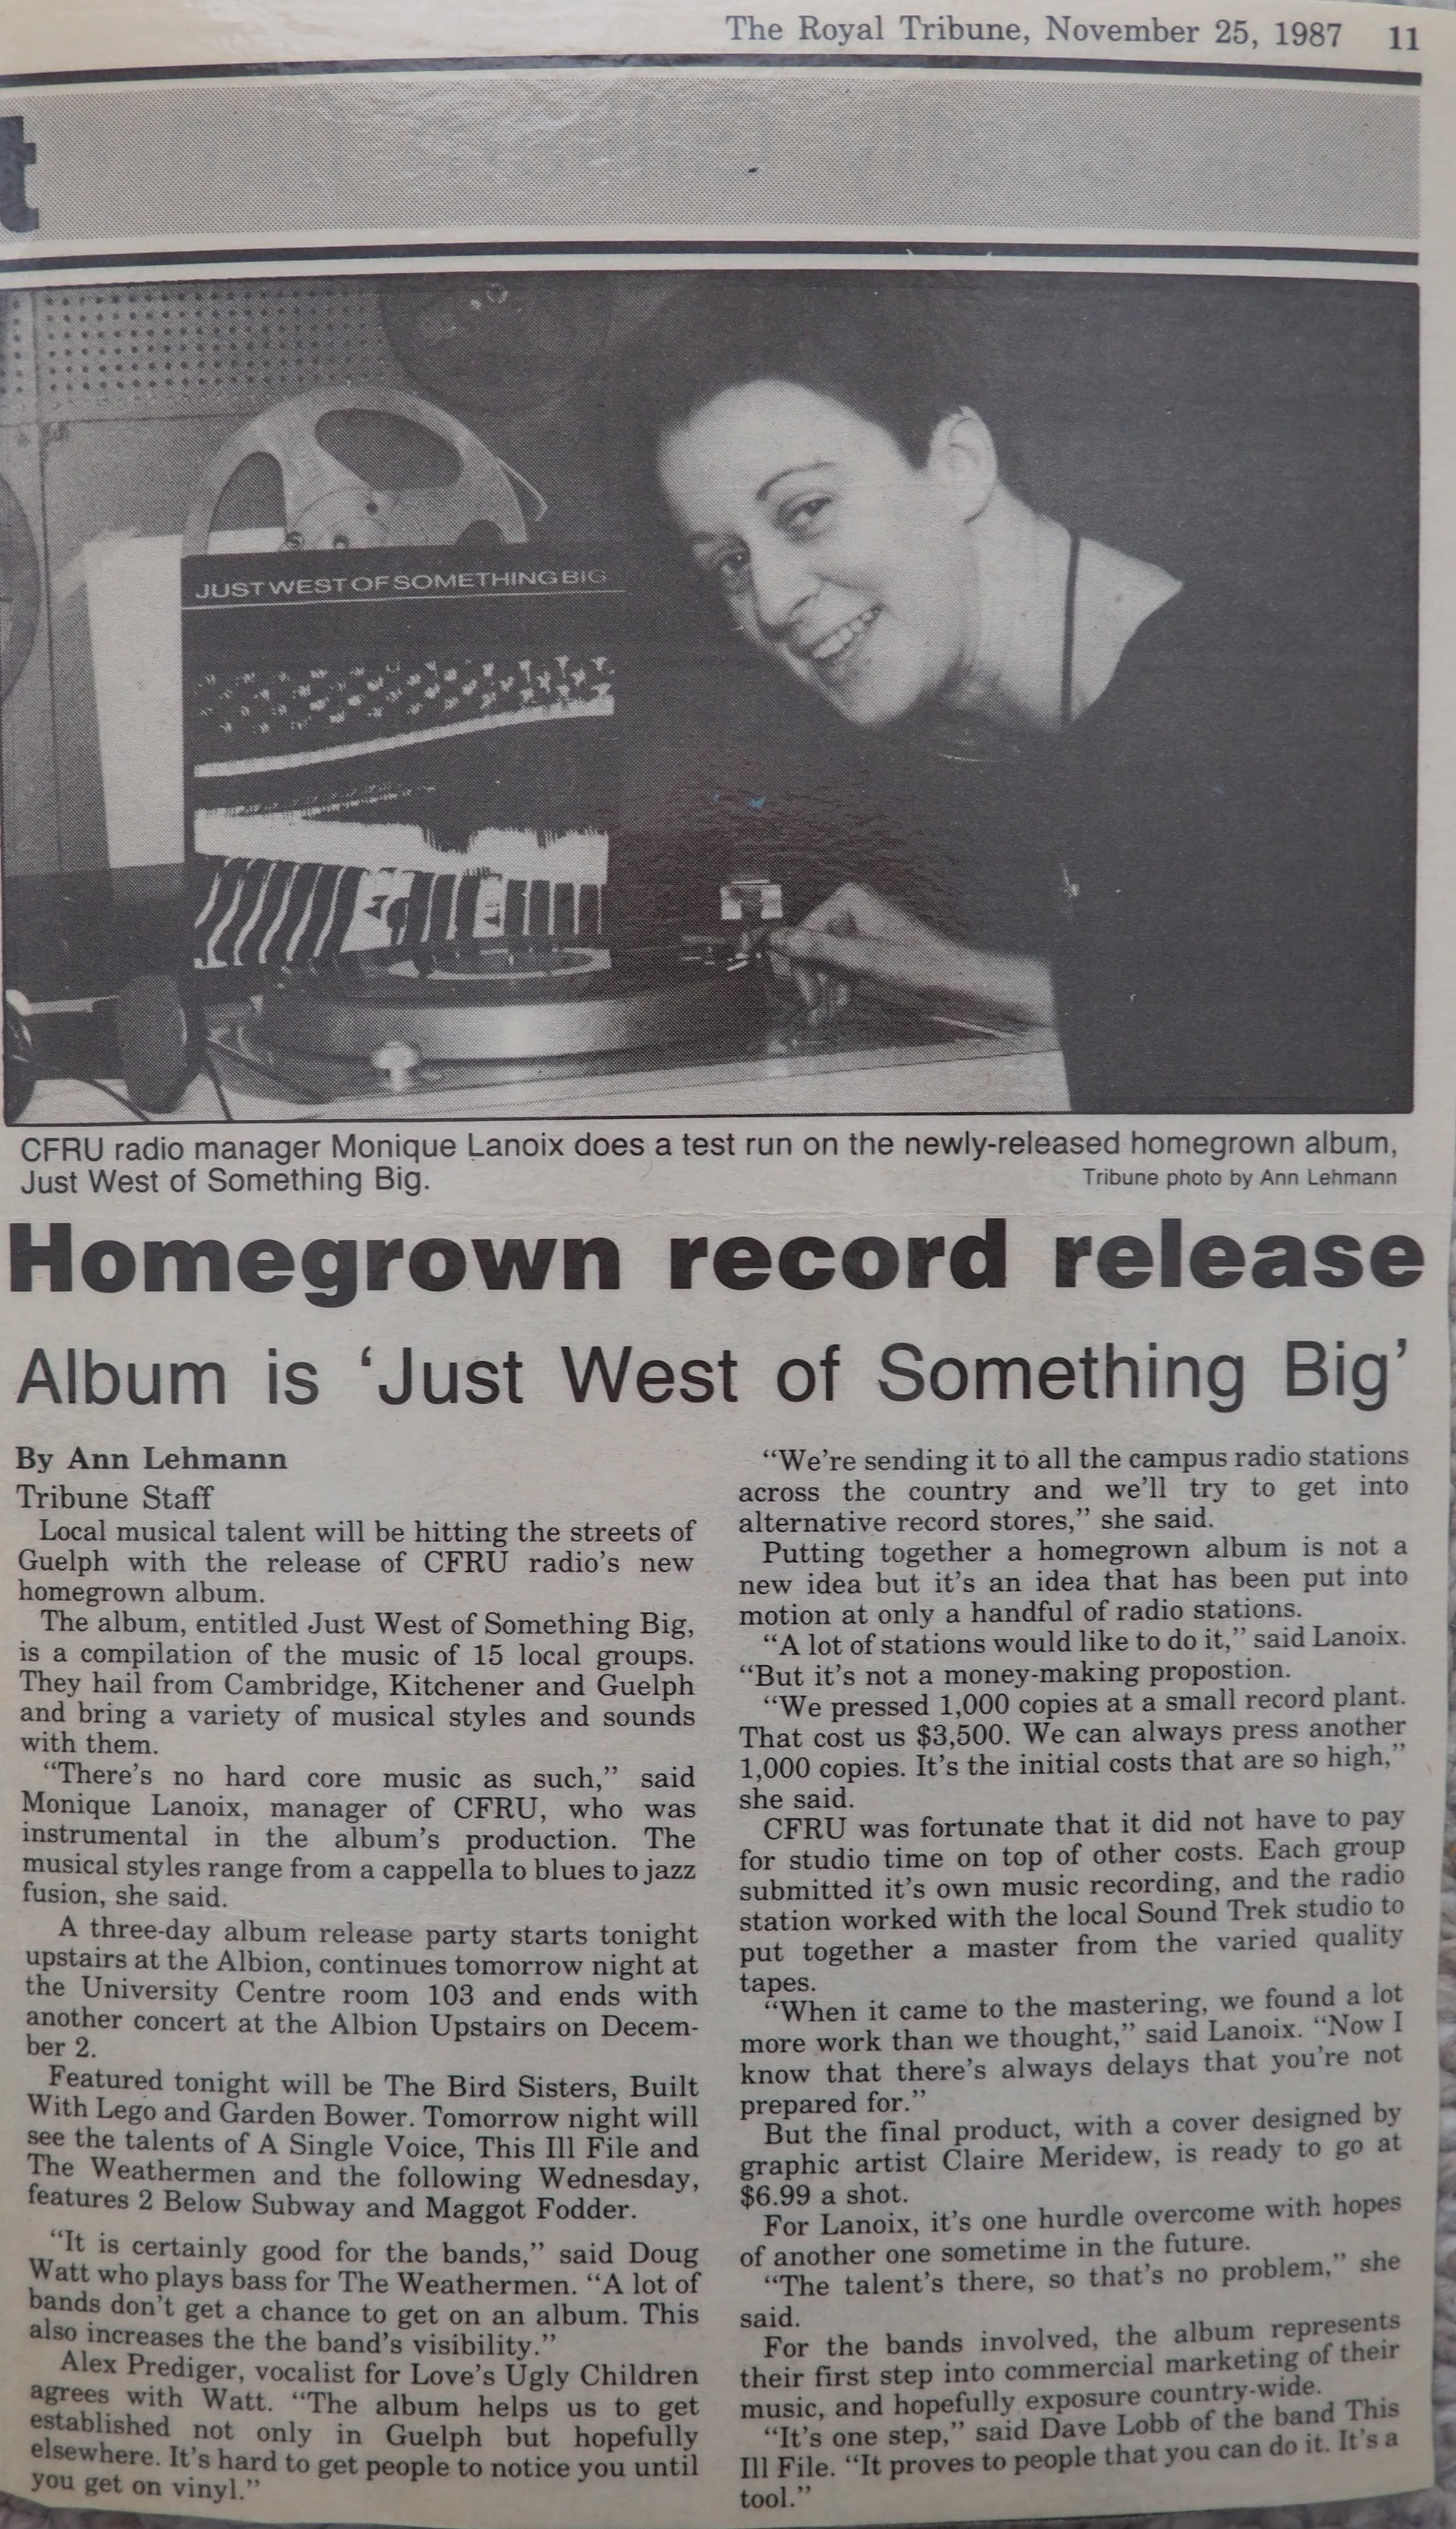 The Royal Tribune, November 25, 1987 11
t
JUST WEST OF SOMETHING BIG
CFRU radio manager Monique Lanoix does a test run on the newly-released homegrown album,
Just West of Something Big.
Tribune photo by Ann Lehmann
Homegrown record release
Album is ‘Just West of Something Big’
By Ann Lehmann
Tribune Staff
Local musical talent will be hitting the streets of
Guelph with the release of CFRU radio’s new
homegrown album.
The album, entitled Just West of Something Big,
is a compilation of the music of 15 local groups.
They hail from Cambridge, Kitchener and Guelph
and bring a variety of musical styles and sounds
with them.
“There’s no hard core music as such,” said
Monique Lanoix, manager of CFRU, who was
instrumental in the album’s production. The
musical styles range from a cappella to blues to jazz
fusion, she said.
A three-day album release party starts tonight
upstairs at the Albion, continues tomorrow night at
the University Centre room 103 and ends with
another concert at the Albion Upstairs on Decem-
ber 2.
Featured tonight will be The Bird Sisters, Built
With Lego and Garden Bower. Tomorrow night will
see the talents of A Single Voice, This Ill File and
The Weathermen and the following Wednesday,
features 2 Below Subway and Maggot Fodder.
“It is certainly good for the bands,” said Doug
Watt who plays bass for The Weathermen. “A lot of
bands don’t get a chance to get on an album. This
also increases the the band’s visibility.”
Alex Prediger, vocalist for Love’s Ugly Children
agrees with Watt. “The album helps us to get
established not only in Guelph but hopefully
elsewhere. It’s hard to get people to notice you until
you get on vinyl.”
“We’re sending it to all the campus radio stations
across the country and we’ll try to get into
alternative record stores,” she said.
Putting together a homegrown album is not a
new idea but it’s an idea that has been put into
motion at only a handful of radio stations.
“A lot of stations would like to do it,” said Lanoix.
“But it’s not a money-making propostion.
“We pressed 1,000 copies at a small record plant.
That cost us $3,500. We can always press another
1,000 copies. It’s the initial costs that are so high,”
she said.
CFRU was fortunate that it did not have to pay
for studio time on top of other costs. Each group
submitted it’s own music recording, and the radio
station worked with the local Sound Trek studio to
put together a master from the varied quality
tapes.
“When it came to the mastering, we found a lot
more work than we thought,” said Lanoix. “Now I
know that there’s always delays that you’re not
prepared for.”
But the final product, with a cover designed by
graphic artist Claire Meridew, is ready to go at
$6.99 a shot.
For Lanoix, it’s one hurdle overcome with hopes
of another one sometime in the future.
“The talent’s there, so that’s no problem,” she
said.
For the bands involved, the album represents
their first step into commercial marketing of their
music, and hopefully exposure country-wide.
“It’s one step,” said Dave Lobb of the band This
Ill File. “It proves to people that you can do it. It’s a
tool.”